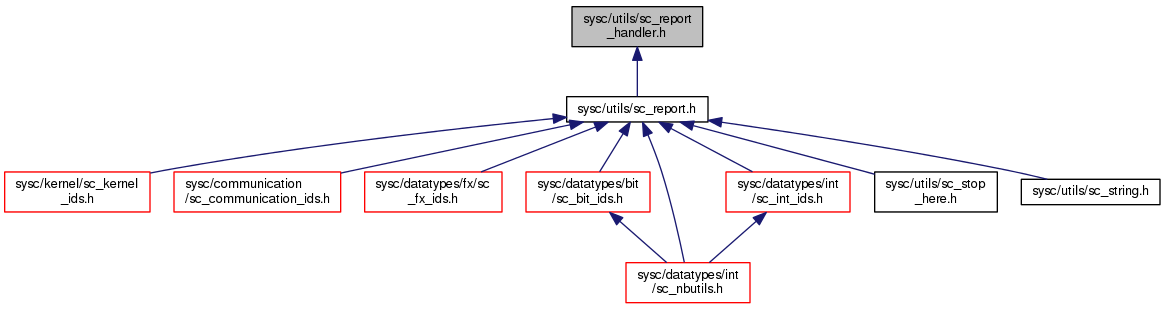 sysc/utils/sc_report
_handler.h
sysc/utils/sc_report.h
sysc/kernel/sc_kernel
_ids.h
sysc/communication
/sc_communication_ids.h
sysc/datatypes/fx/sc
_fx_ids.h
sysc/datatypes/bit
/sc_bit_ids.h
sysc/datatypes/int
/sc_int_ids.h
sysc/utils/sc_stop
_here.h
sysc/utils/sc_string.h
sysc/datatypes/int
/sc_nbutils.h